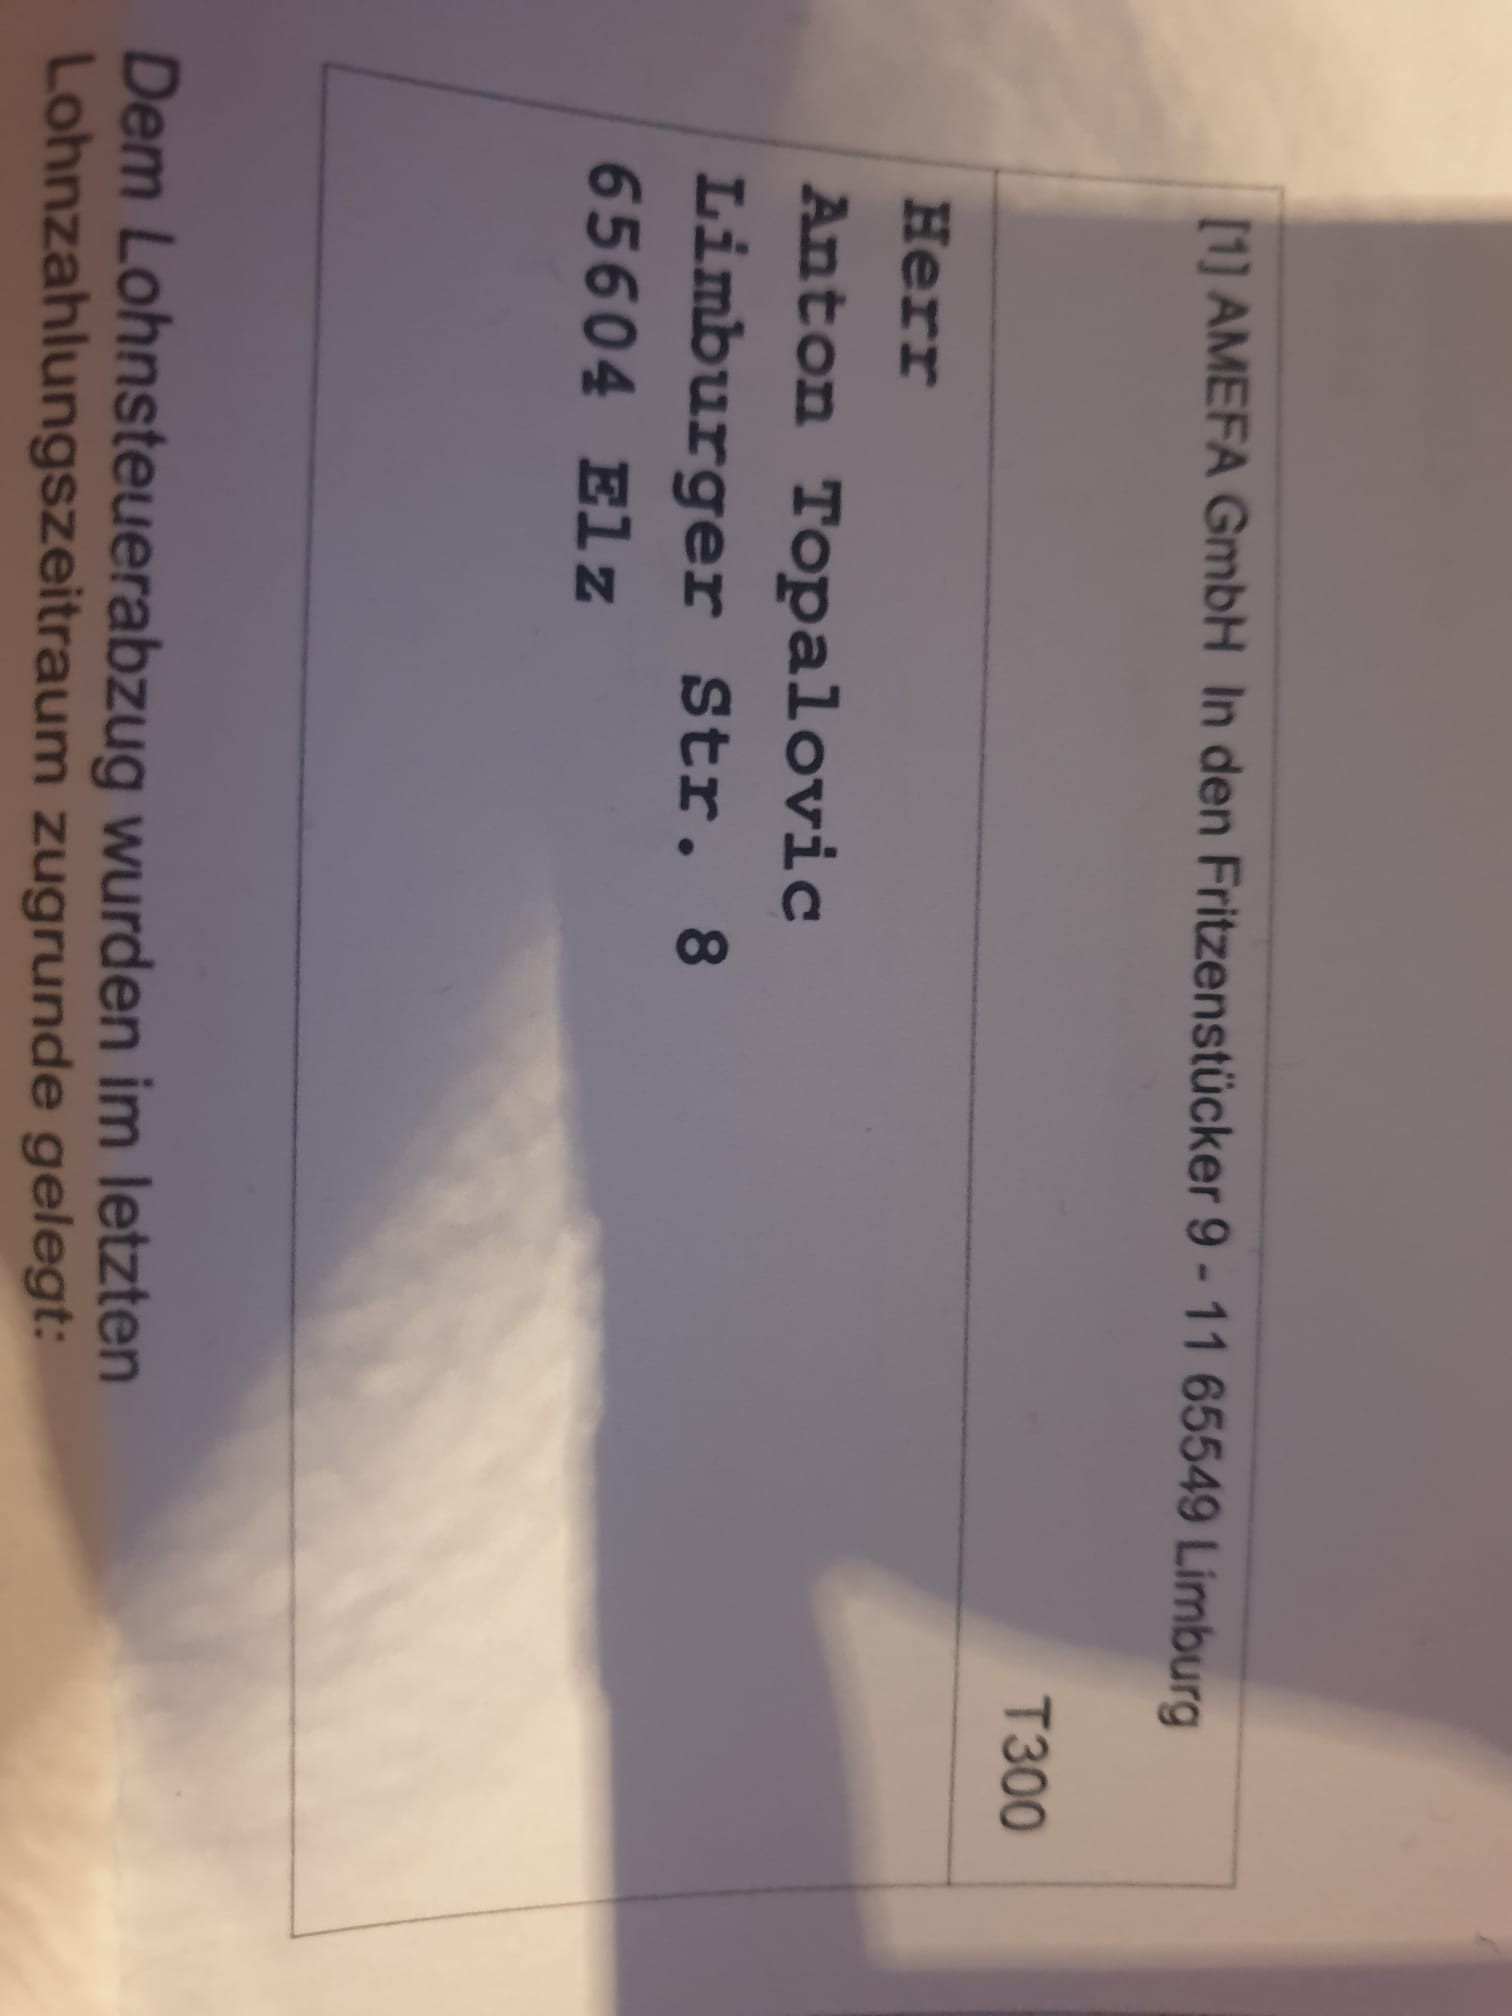 [1] AMEFA GmbH In den Fritzenstücker 9 - 11 65549 Limburg
T300
Herr
Anton Topalovic
Limburger Str. 8
65604 Elz
Dem Lohnsteuerabzug wurden im letzten
Lohnzahlungszeitraum zugrunde gelegt: